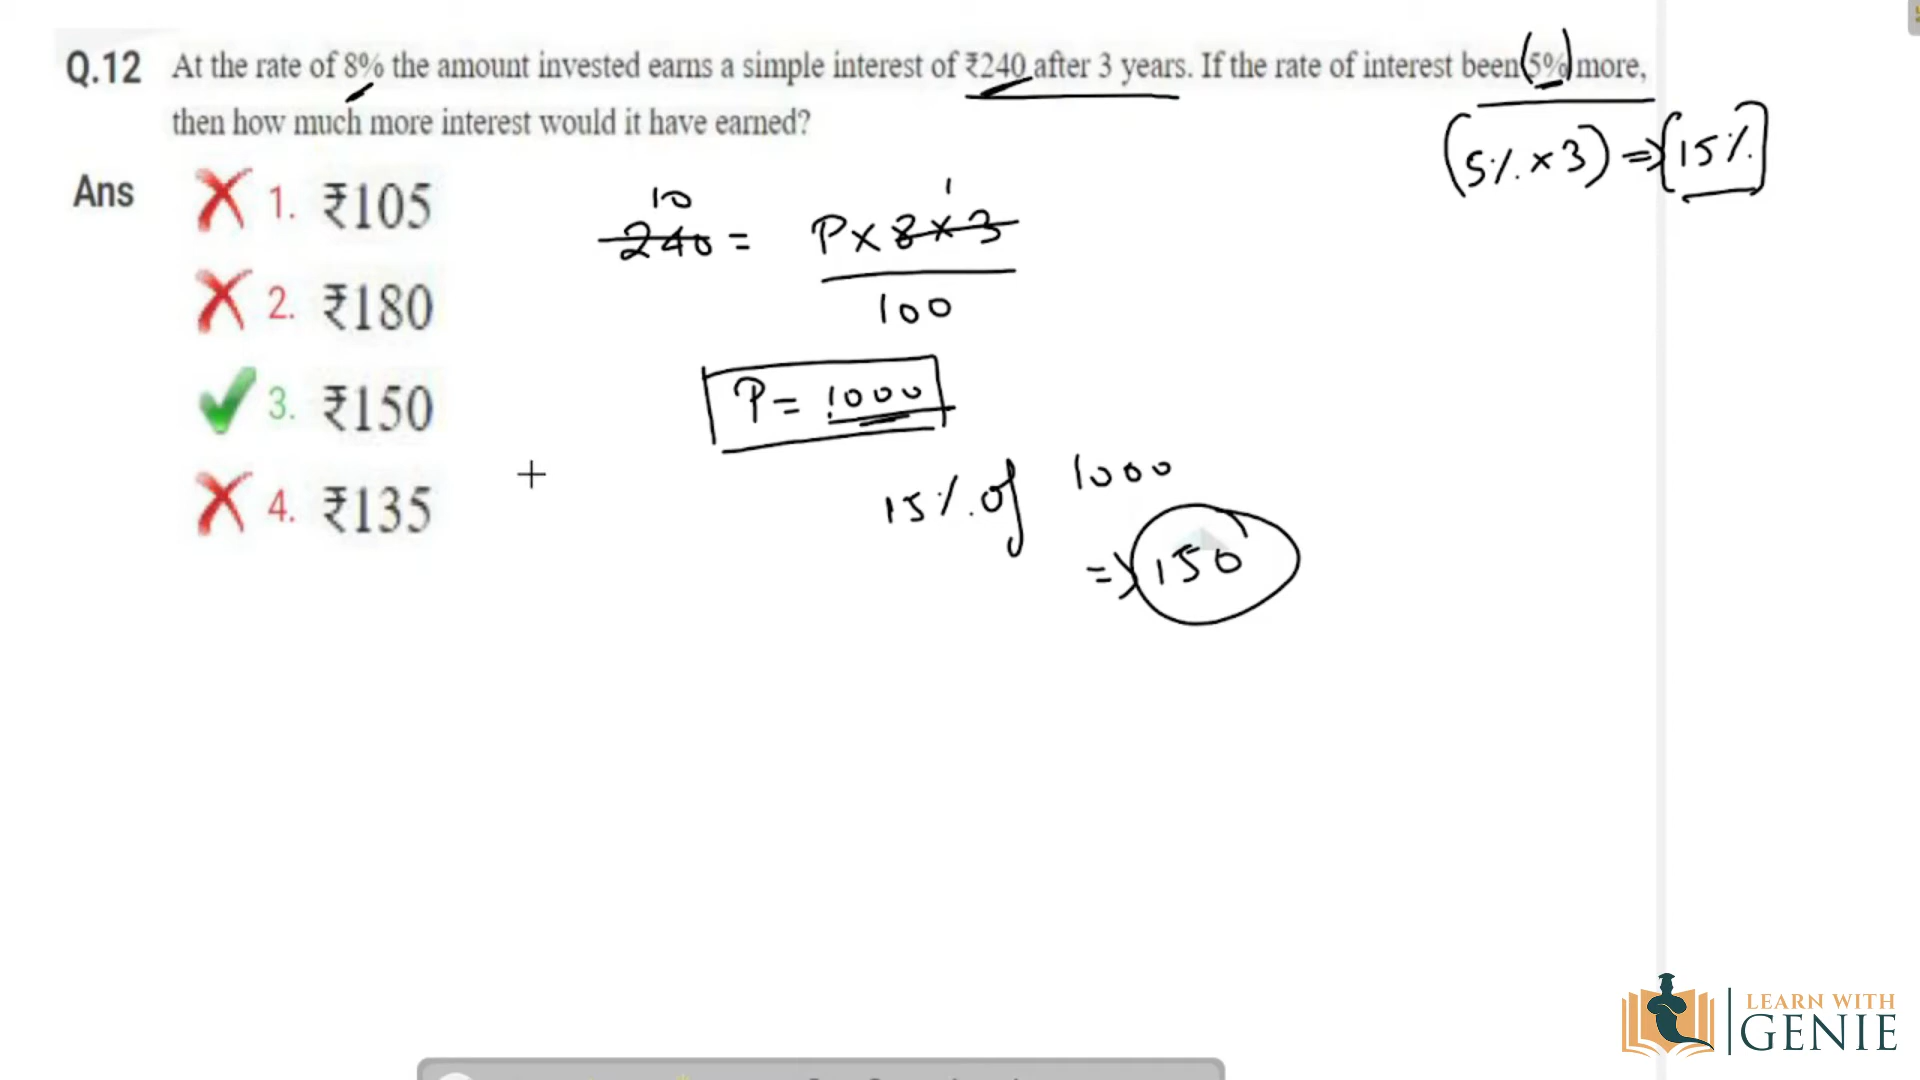 Q.12 At the rate of 8% the amount invested earns a simple interest of ₹240 after 3 years. If the rate of interest been (5%) more,
then how much more interest would it have earned?
(5% × 3) ⇒ [15%]
Ans
1. ₹105
2. ₹180
3. ₹150
4. ₹135
10 1
240 = P × 8 × 3
100
P = 1000
15% of 1000
⇒ 150
LEARN WITH
GENIE